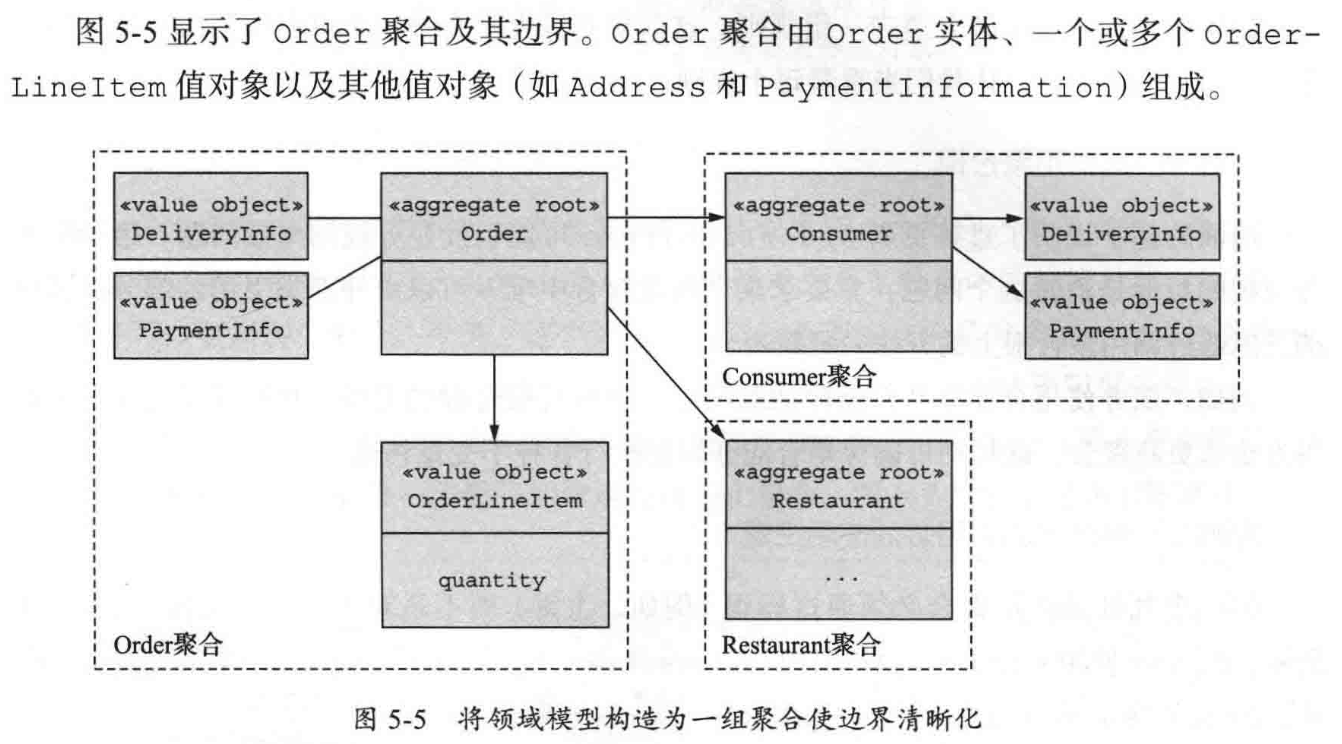 图 5-5 显示了 Order 聚合及其边界。Order 聚合由 Order 实体、一个或多个 Order-
LineItem 值对象以及其他值对象（如 Address 和 PaymentInformation）组成。
«value object»
DeliveryInfo
«value object»
PaymentInfo
«aggregate root»
Order
«value object»
OrderLineItem
quantity
Order聚合
«aggregate root»
Consumer
«value object»
DeliveryInfo
«value object»
PaymentInfo
Consumer聚合
«aggregate root»
Restaurant
...
Restaurant聚合
图 5-5 将领域模型构造为一组聚合使边界清晰化